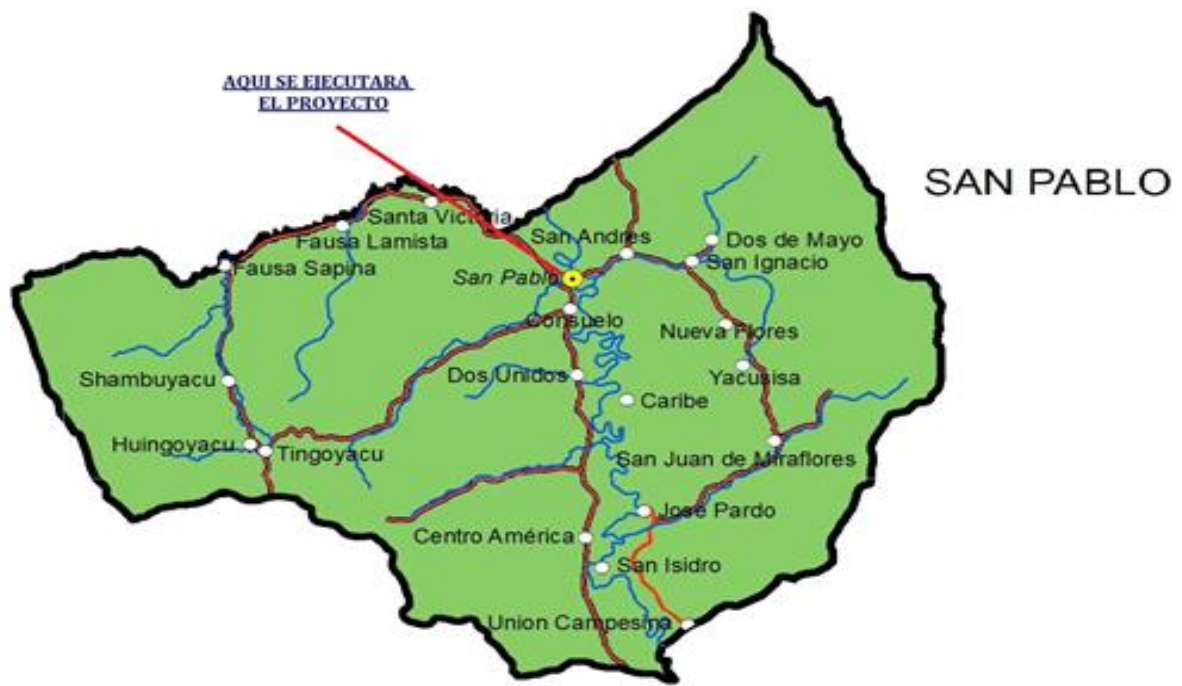 AQUI SE EJECUTARA
EL PROYECTO
SAN PABLO
Santa Victoria
Fausa Lamista
San Andres
Dos de Mayo
San Ignacio
Fausa Sapina
San Pablo
Consuelo
Nueva Flores
Shambuyacu
Dos Unidos
Yacusisa
Caribe
Huingoyacu
Tingoyacu
San Juan de Miraflores
José Pardo
Centro América
San Isidro
Union Campesina